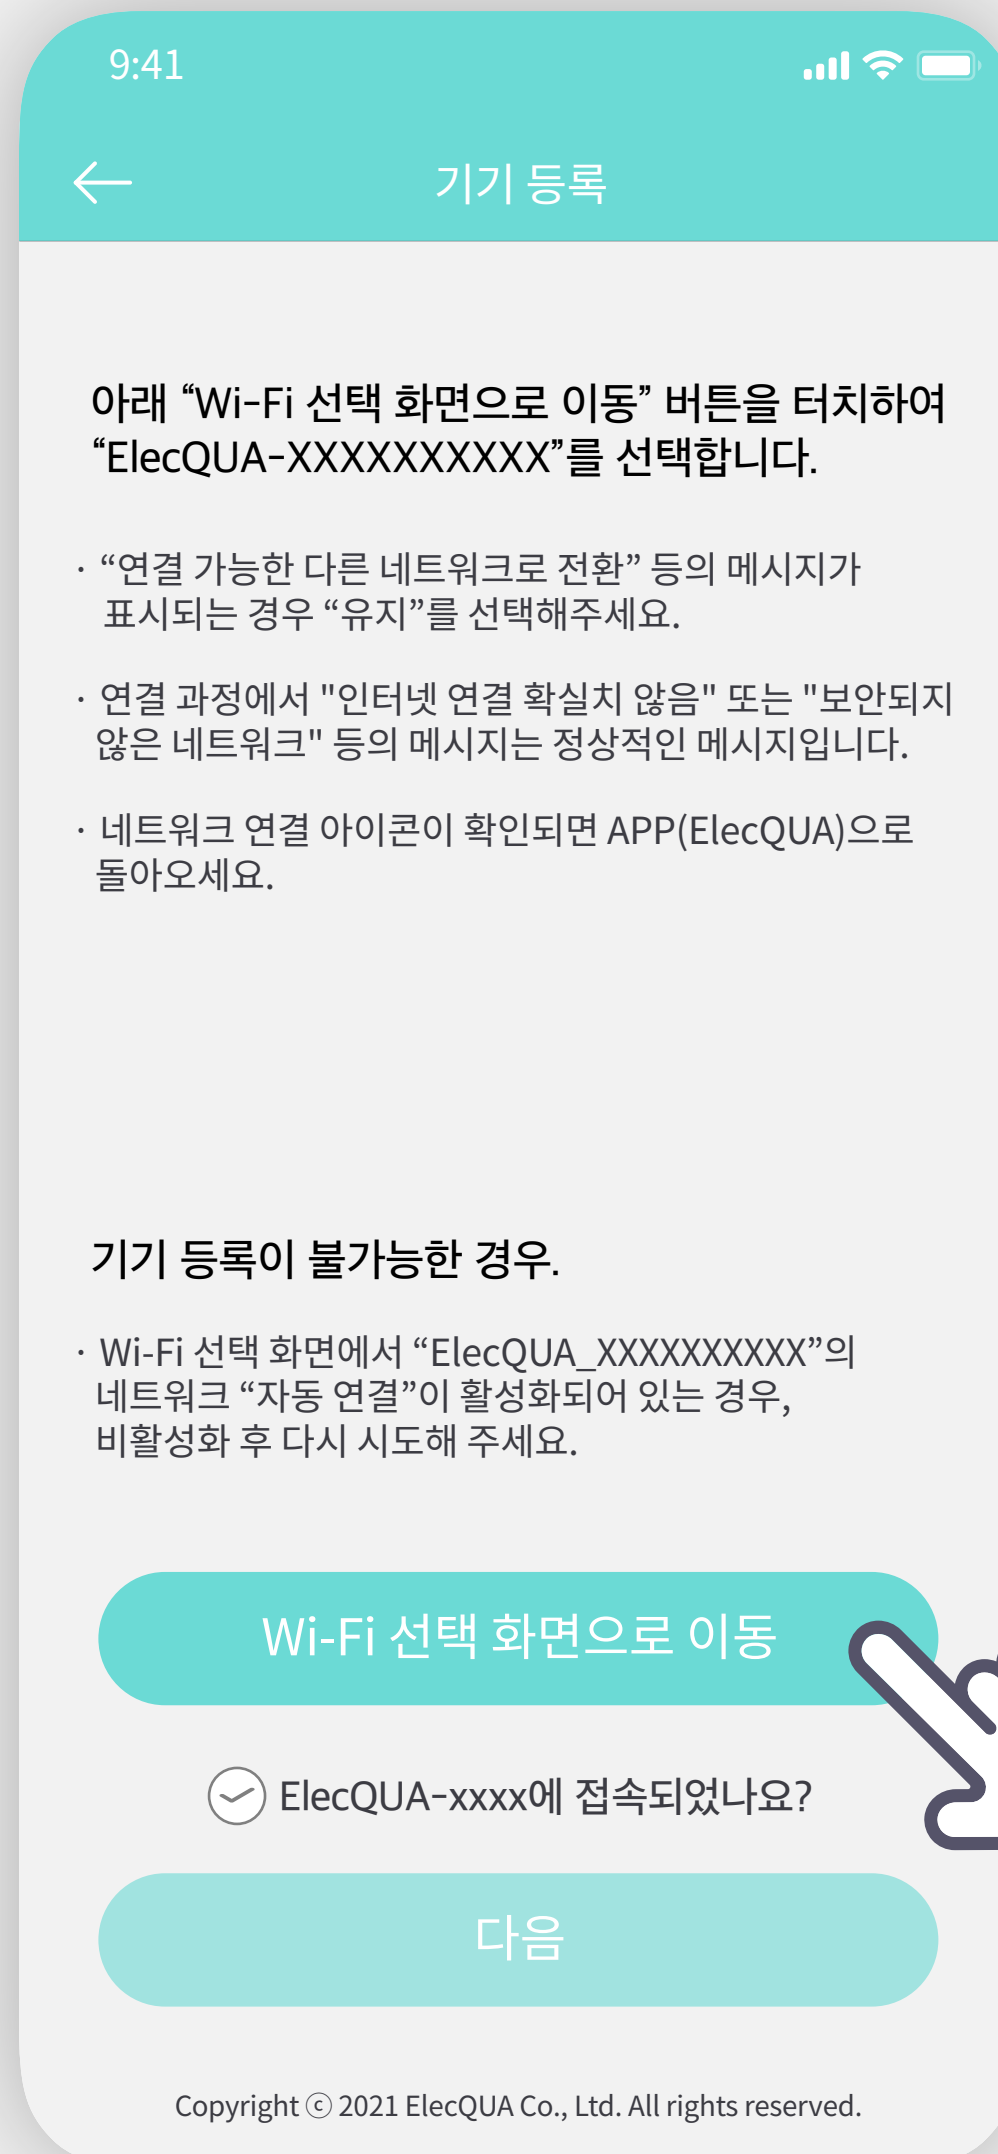 9:41
기기 등록
아래 “Wi-Fi 선택 화면으로 이동” 버튼을 터치하여
“ElecQUA-XXXXXXXXXX”를 선택합니다.
· “연결 가능한 다른 네트워크로 전환” 등의 메시지가
표시되는 경우 “유지”를 선택해주세요.
· 연결 과정에서 "인터넷 연결 확실치 않음" 또는 "보안되지
않은 네트워크" 등의 메시지는 정상적인 메시지입니다.
· 네트워크 연결 아이콘이 확인되면 APP(ElecQUA)으로
돌아오세요.
기기 등록이 불가능한 경우.
· Wi-Fi 선택 화면에서 “ElecQUA_XXXXXXXXXX”의
네트워크 “자동 연결”이 활성화되어 있는 경우,
비활성화 후 다시 시도해 주세요.
Wi-Fi 선택 화면으로 이동
ElecQUA-xxxx에 접속되었나요?
다음
Copyright ⓒ 2021 ElecQUA Co., Ltd. All rights reserved.